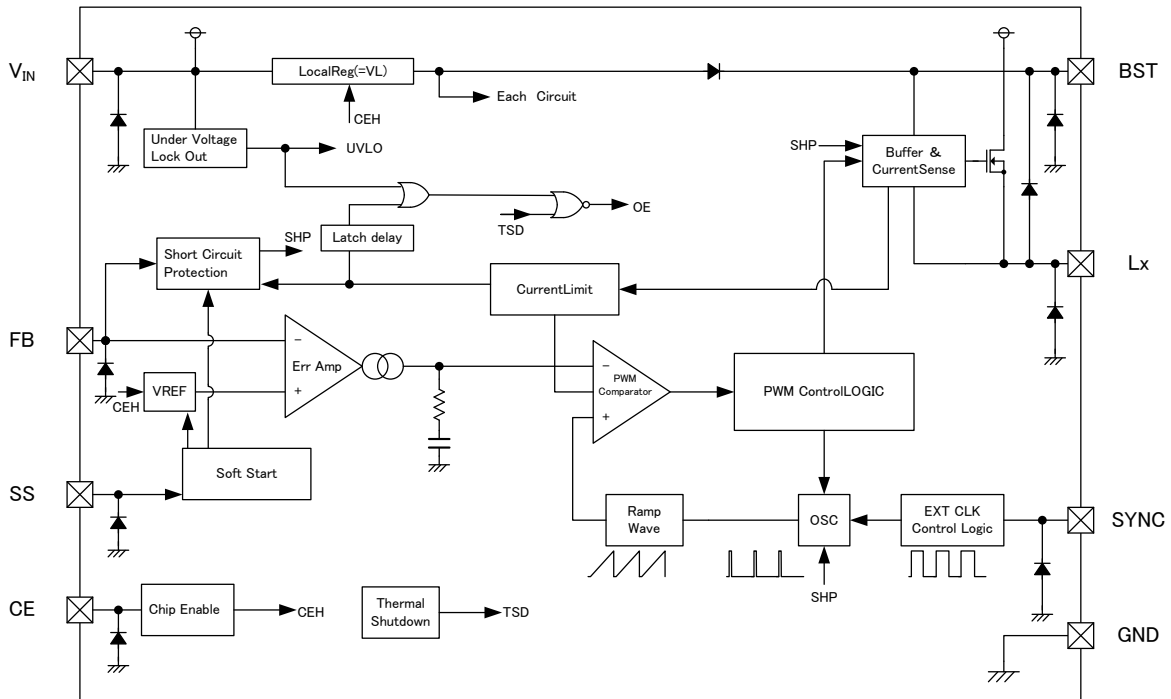 VIN
LocalReg(=VL)
BST
Each Circuit
CEH
Under Voltage
Lock Out
UVLO
SHP
Buffer &
CurrentSense
OE
TSD
Latch delay
SHP
Short Circuit
Protection
Lx
CurrentLimit
FB
−
Err Amp
+
−
PWM
Comparator
+
PWM ControlLOGIC
VREF
CEH
Soft Start
SS
Ramp
Wave
OSC
EXT CLK
Control Logic
SYNC
SHP
CE
Chip Enable
CEH
Thermal
Shutdown
TSD
GND